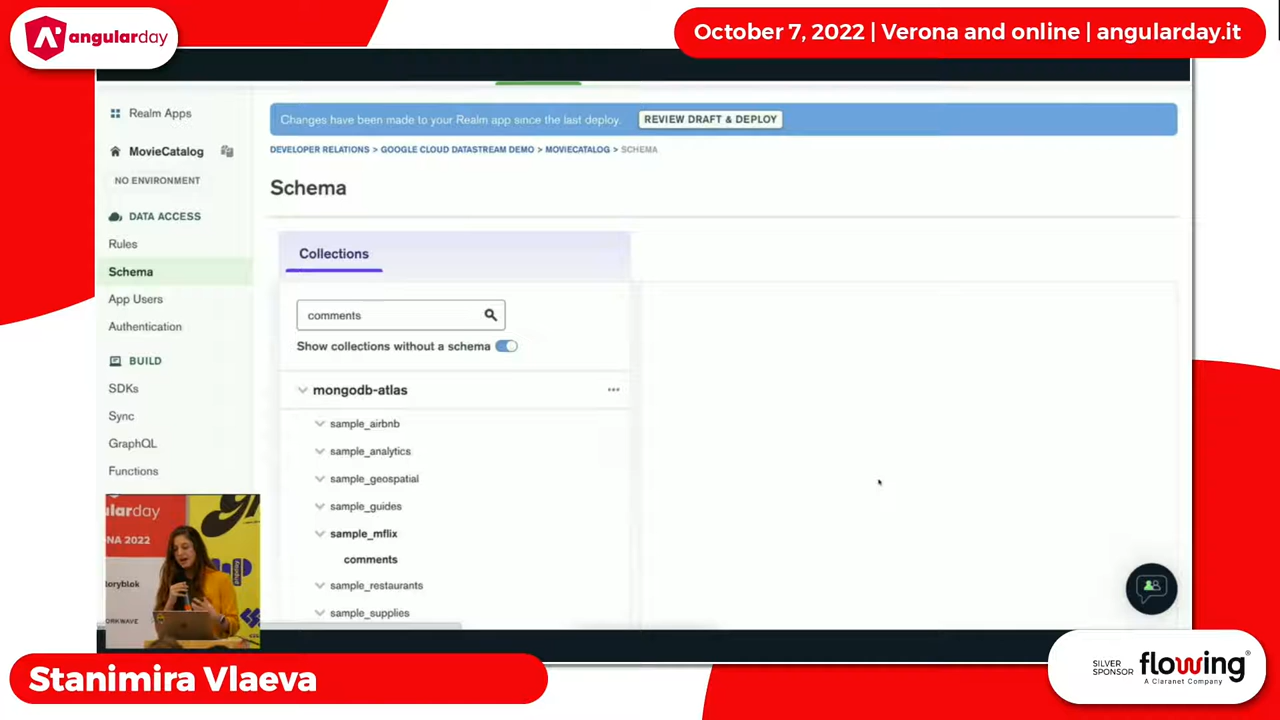 angularday
October 7, 2022 | Verona and online | angularday.it
Realm Apps
MovieCatalog
NO ENVIRONMENT
DATA ACCESS
Rules
Schema
App Users
Authentication
BUILD
SDKs
Sync
GraphQL
Functions
Changes have been made to your Realm app since the last deploy.
REVIEW DRAFT & DEPLOY
DEVELOPER RELATIONS > GOOGLE CLOUD DATASTREAM DEMO > MOVIECATALOG > SCHEMA
Schema
Collections
comments
Show collections without a schema
mongodb-atlas
sample_airbnb
sample_analytics
sample_geospatial
sample_guides
sample_mflix
comments
sample_restaurants
sample_supplies
ularday
NA 2022
oryblok
RKWAVE
Stanimira Vlaeva
SILVER
SPONSOR
flowing
A Claranet Company